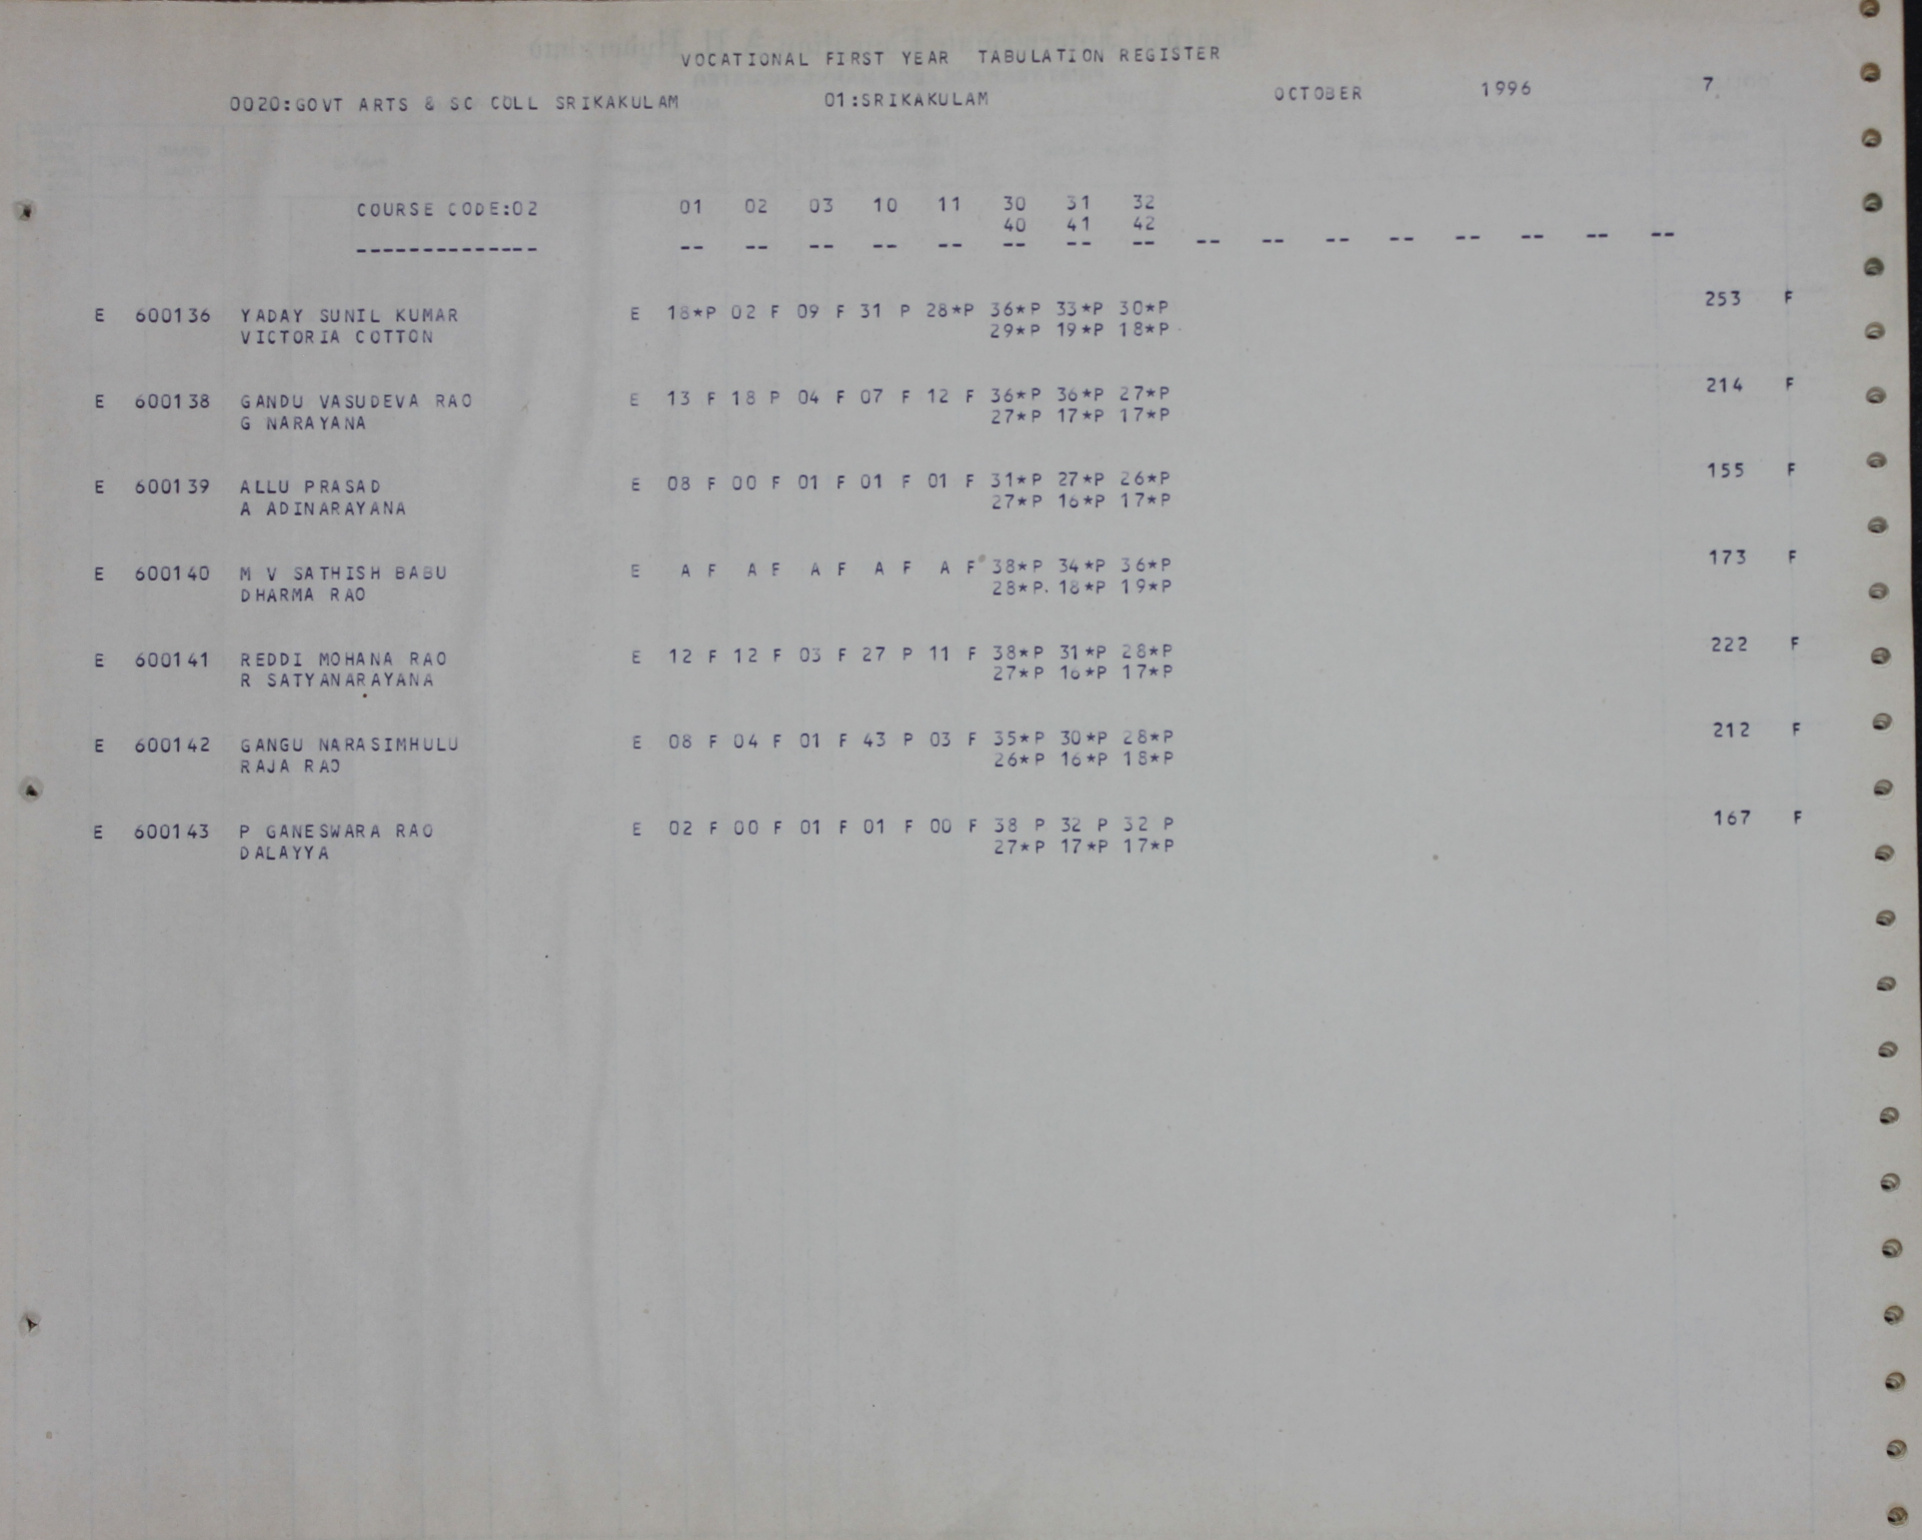 VOCATIONAL FIRST YEAR TABULATION REGISTER
0020:GOVT ARTS & SC COLL SRIKAKULAM 01:SRIKAKULAM OCTOBER 1996 7
COURSE CODE:02 01 02 03 10 11 30 31 32
40 41 42
-------------- -- -- -- -- -- -- -- -- -- -- -- -- -- -- -- --
E 600136 YADAY SUNIL KUMAR E 18*P 02 F 09 F 31 P 28*P 36*P 33*P 30*P 253 F
VICTORIA COTTON 29*P 19*P 18*P
E 600138 GANDU VASUDEVA RAO E 13 F 18 P 04 F 07 F 12 F 36*P 36*P 27*P 214 F
G NARAYANA 27*P 17*P 17*P
E 600139 ALLU PRASAD E 08 F 00 F 01 F 01 F 01 F 31*P 27*P 26*P 155 F
A ADINARAYANA 27*P 16*P 17*P
E 600140 M V SATHISH BABU E A F A F A F A F A F 38*P 34*P 36*P 173 F
DHARMA RAO 28*P 18*P 19*P
E 600141 REDDI MOHANA RAO E 12 F 12 F 03 F 27 P 11 F 38*P 31*P 28*P 222 F
R SATYANARAYANA 27*P 16*P 17*P
E 600142 GANGU NARASIMHULU E 08 F 04 F 01 F 43 P 03 F 35*P 30*P 28*P 212 F
RAJA RAO 26*P 16*P 18*P
E 600143 P GANESWARA RAO E 02 F 00 F 01 F 01 F 00 F 38 P 32 P 32 P 167 F
DALAYYA 27*P 17*P 17*P